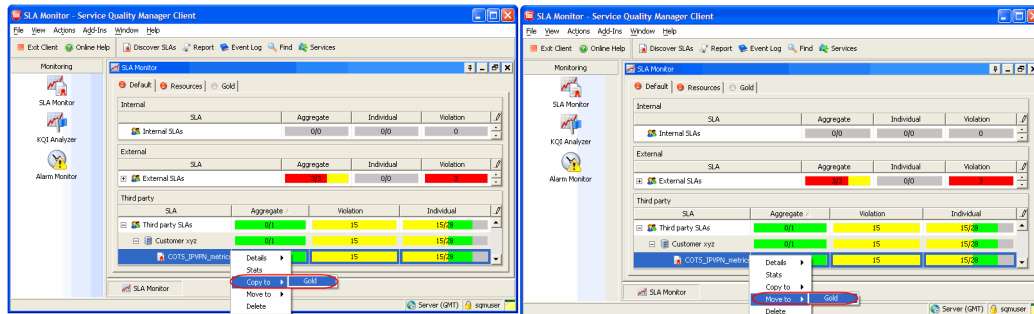 SLA Monitor - Service Quality Manager Client
File View Actions Add-Ins Window Help
Exit Client Online Help Discover SLAs Report Event Log Find Services
Monitoring
SLA Monitor
KQI Analyzer
Alarm Monitor
SLA Monitor
Default Resources Gold
Internal
SLA Aggregate Individual Violation
Internal SLAs 0/0 0/0 0
External
SLA Aggregate Individual Violation
External SLAs 3/3 0/0 3
Third party
SLA Aggregate Violation Individual
Third party SLAs 0/1 15 15/28
Customer xyz 0/1 15 15/28
COTS_IPVPN_metrics 15 15/28
Details
Stats
Copy to Gold
Move to
Delete
SLA Monitor
Server (GMT) sqmuser
SLA Monitor - Service Quality Manager Client
File View Actions Add-Ins Window Help
Exit Client Online Help Discover SLAs Report Event Log Find Services
Monitoring
SLA Monitor
KQI Analyzer
Alarm Monitor
SLA Monitor
Default Resources Gold
Internal
SLA Aggregate Individual Violation
Internal SLAs 0/0 0/0 0
External
SLA Aggregate Individual Violation
External SLAs 3/3 0/0 3
Third party
SLA Aggregate Violation Individual
Third party SLAs 0/1 15 15/28
Customer xyz 0/1 15 15/28
COTS_IPVPN_metrics 15 15/28
Details
Stats
Copy to
Move to Gold
Delete
SLA Monitor
Server (GMT) sqmuser